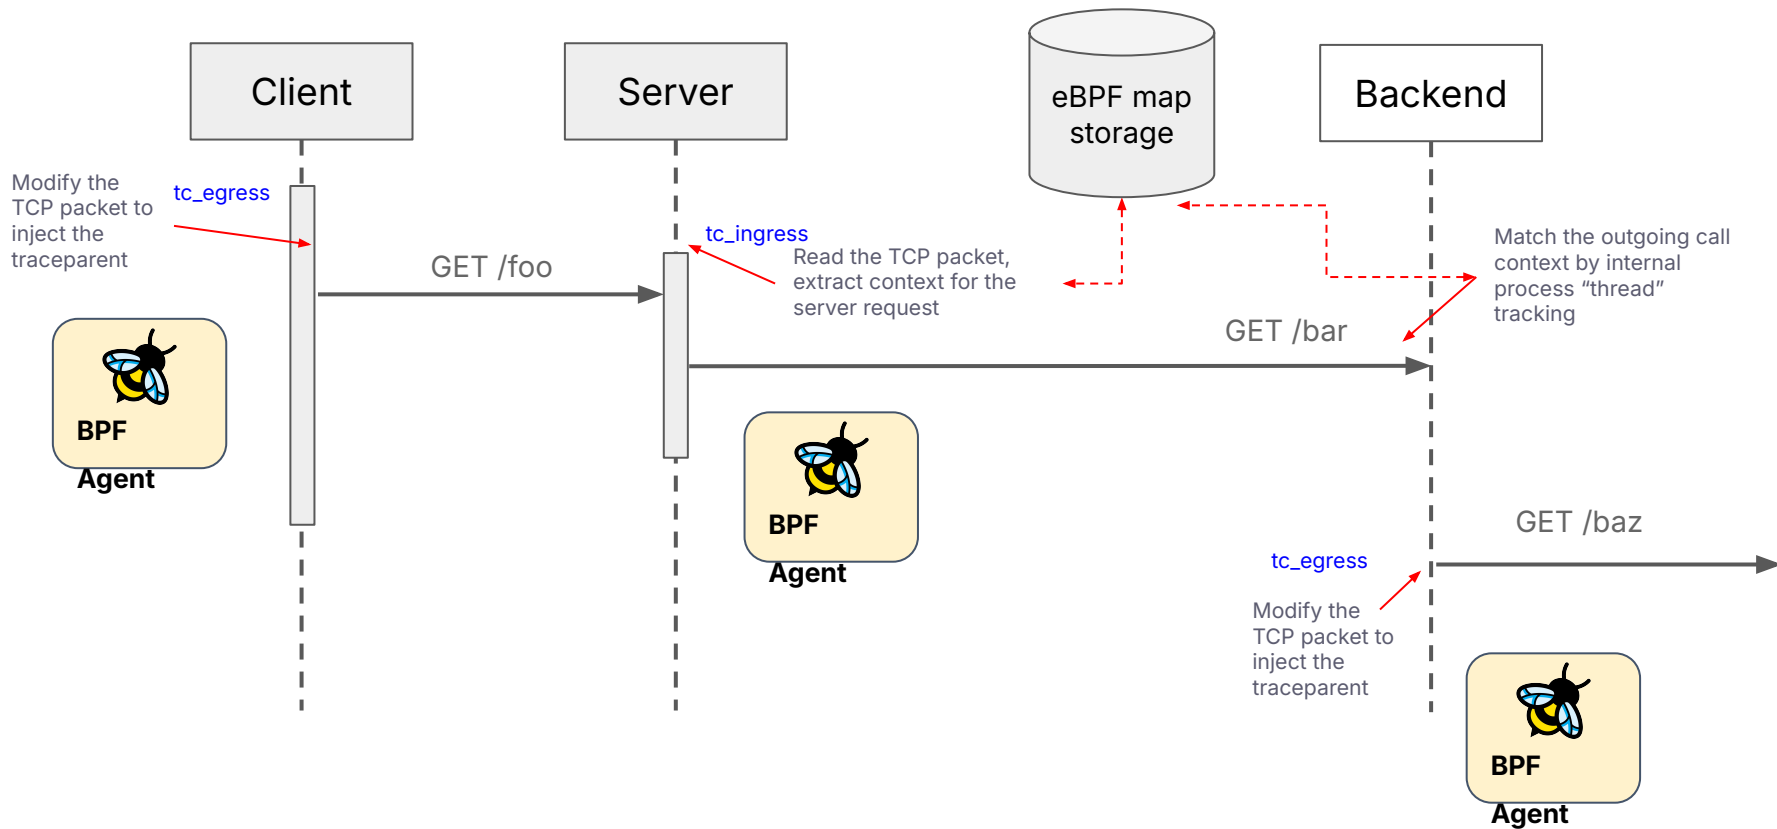 Client
Server
eBPF map
storage
Backend
Modify the
TCP packet to
inject the
traceparent
tc_egress
tc_ingress
Read the TCP packet,
extract context for the
server request
Match the outgoing call
context by internal
process “thread”
tracking
GET /foo
GET /bar
BPF
Agent
BPF
Agent
GET /baz
tc_egress
Modify the
TCP packet to
inject the
traceparent
BPF
Agent